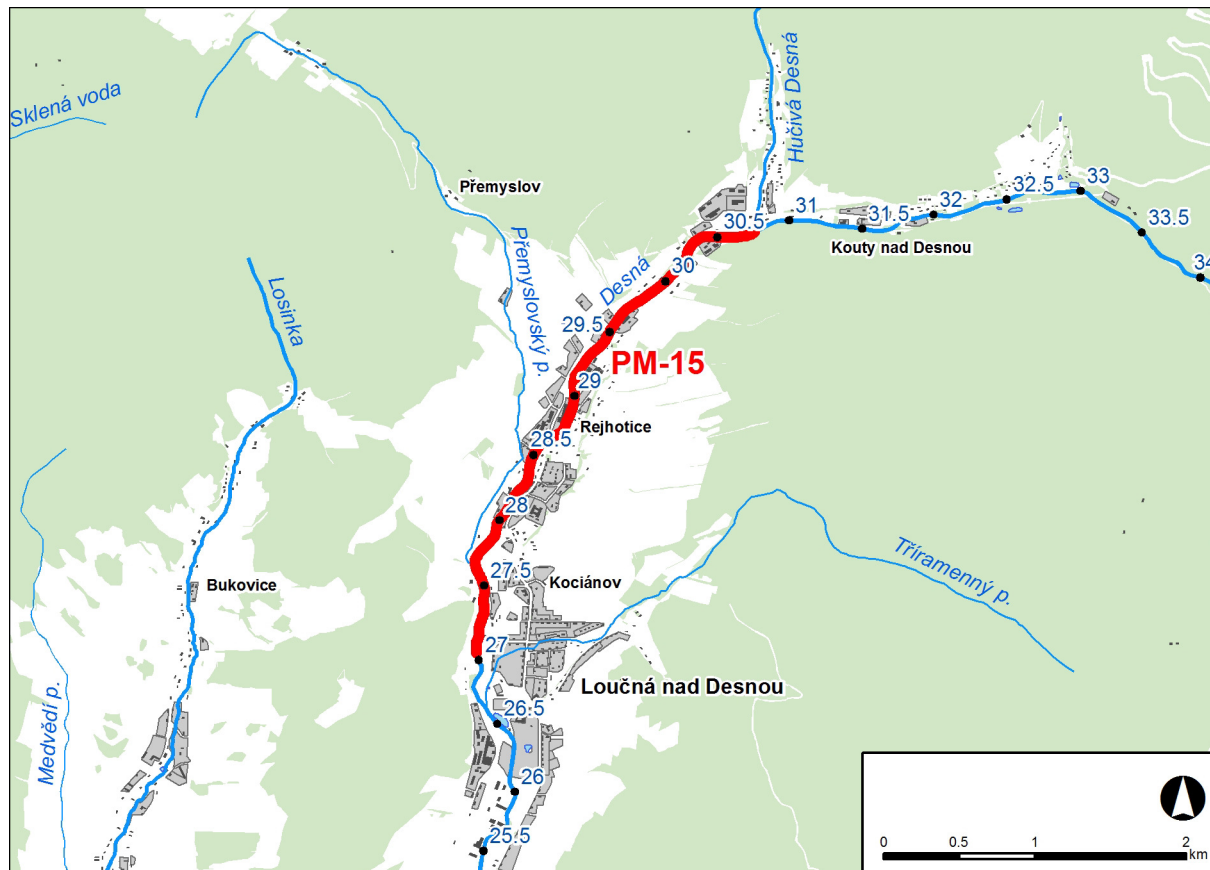 Sklená voda
Hučivá Desná
Přemyslov
33
32.5
32
31.5
31
30.5
33.5
Kouty nad Desnou
Přemyslovský p.
Losinka
Desná
30
34
29.5
PM-15
29
Rejhotice
28.5
28
Tříramenný p.
Bukovice
27.5
Kociánov
27
Loučná nad Desnou
Medvědí p.
26.5
26
25.5
0 0.5 1 2
km